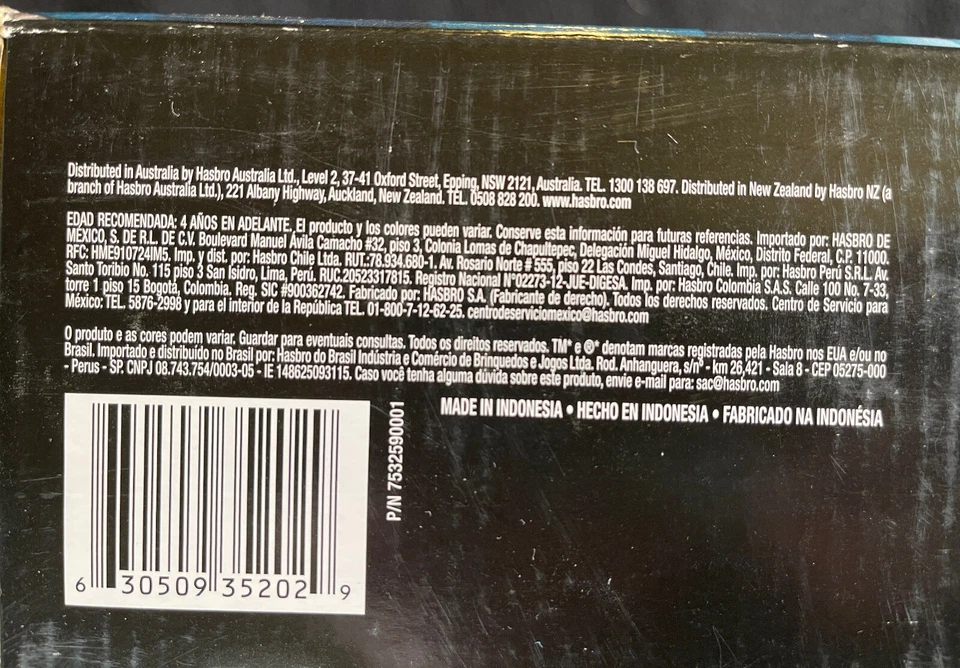 Distributed in Australia by Hasbro Australia Ltd., Level 2, 37-41 Oxford Street, Epping, NSW 2121, Australia. TEL. 1300 138 697. Distributed in New Zealand by Hasbro NZ (a
branch of Hasbro Australia Ltd.), 221 Albany Highway, Auckland, New Zealand. TEL. 0508 828 200. www.hasbro.com
EDAD RECOMENDADA: 4 AÑOS EN ADELANTE. El producto y los colores pueden variar. Conserve esta información para futuras referencias. Importado por: HASBRO DE
MEXICO, S. DE R.L. DE C.V. Boulevard Manuel Ávila Camacho #32, piso 3, Colonia Lomas de Chapultepec, Delegación Miguel Hidalgo, México, Distrito Federal, C.P. 11000.
RFC: HME910724IM5. Imp. y dist. por: Hasbro Chile Ltda. RUT.:78.934.680-1. Av. Rosario Norte # 555, piso 22 Las Condes, Santiago, Chile. Imp. por: Hasbro Perú S.R.L. Av.
Santo Toribio No. 115 piso 3 San Isidro, Lima, Perú. RUC.20523317815. Registro Nacional N°02273-12-JUE-DIGESA. Imp. por: Hasbro Colombia S.A.S. Calle 100 No. 7-33,
torre 1 piso 15 Bogotá, Colombia. Reg. SIC #900362742. Fabricado por: HASBRO S.A. (Fabricante de derecho). Todos los derechos reservados. Centro de Servicio para
México: TEL. 5876-2998 y para el interior de la República TEL. 01-800-7-12-62-25. centrodeserviciomexico@hasbro.com
O produto e as cores podem variar. Guardar para eventuais consultas. Todos os direitos reservados. TM* e ®* denotam marcas registradas pela Hasbro nos EUA e/ou no
Brasil. Importado e distribuído no Brasil por: Hasbro do Brasil Indústria e Comércio de Brinquedos e Jogos Ltda. Rod. Anhanguera, s/nº - km 26,421 - Sala 8 - CEP 05275-000
- Perus - SP. CNPJ 08.743.754/0003-05 - IE 148625093115. Caso você tenha alguma dúvida sobre este produto, envie e-mail para: sac@hasbro.com
MADE IN INDONESIA • HECHO EN INDONESIA • FABRICADO NA INDONÉSIA
P/N 7532590001
6 30509 35202 9